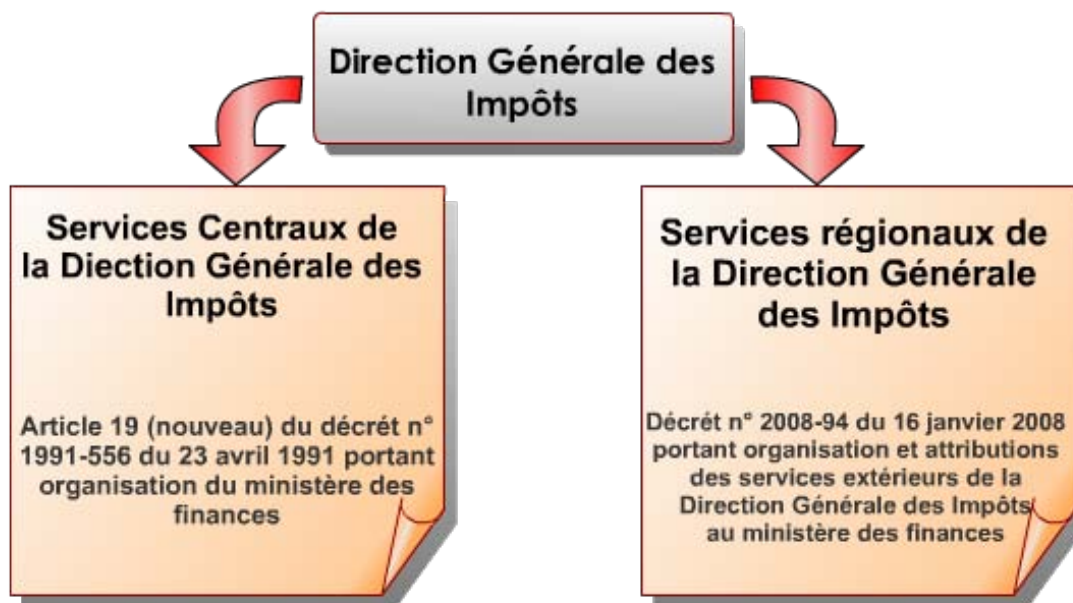 Direction Générale des
Impôts
Services Centraux de
la Diection Générale des
Impôts
Article 19 (nouveau) du décrét n°
1991-556 du 23 avril 1991 portant
organisation du ministère des
finances
Services régionaux de
la Direction Générale
des Impôts
Décrét n° 2008-94 du 16 janvier 2008
portant organisation et attributions
des services extérieurs de la
Direction Générale des Impôts
au ministère des finances